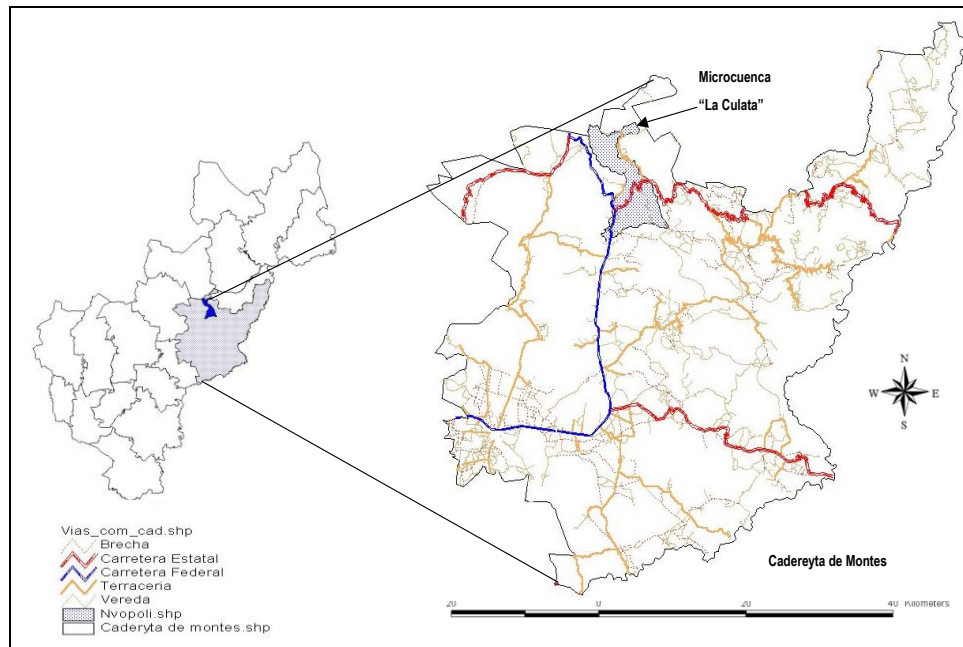 Microcuenca
“La Culata”
N
W E
S
Vias_com_cad.shp
Brecha
Carretera Estatal
Carretera Federal
Terraceria
Vereda
Nvopoli.shp
Caderyta de montes.shp
Cadereyta de Montes
20 0 20 40 Kilometers